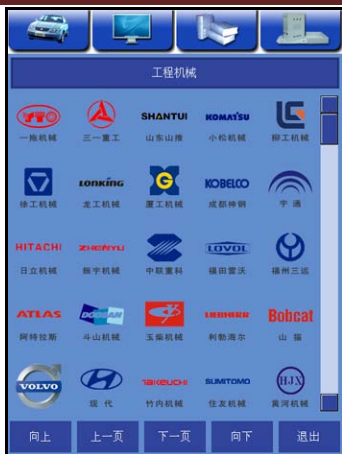 工程机械
YTO
SHANTUI
KOMATSU
一拖机械
三一重工
山东山推
小松机械
柳工机械
LONKING
G
KOBELCO
徐工机械
龙工机械
厦工机械
成都神钢
宇通
HITACHI
ZHENYU
LOVOL
日立机械
振宇机械
中联重科
福田雷沃
福州三远
ATLAS
DOOSAN
LIEBHERR
Bobcat
阿特拉斯
斗山机械
玉柴机械
利勃海尔
山猫
VOLVO
TAKEUCHI
SUMITOMO
HJX
现代
竹内机械
住友机械
黄河机械
向上
上一页
下一页
向下
退出